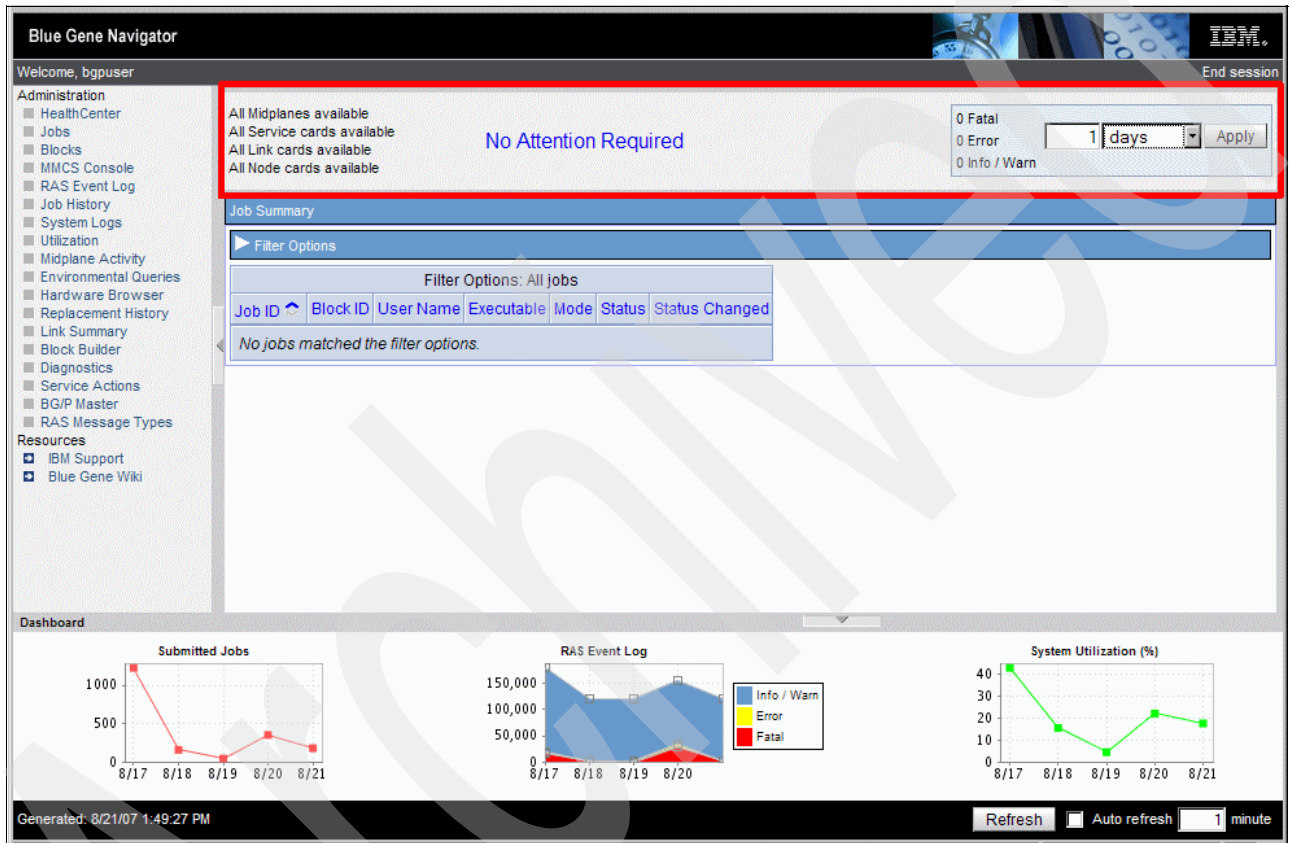 Blue Gene Navigator
IBM.
Welcome, bgpuser
End session
Administration
HealthCenter
Jobs
Blocks
MMCS Console
RAS Event Log
Job History
System Logs
Utilization
Midplane Activity
Environmental Queries
Hardware Browser
Replacement History
Link Summary
Block Builder
Diagnostics
Service Actions
BG/P Master
RAS Message Types
Resources
IBM Support
Blue Gene Wiki
All Midplanes available
All Service cards available
All Link cards available
All Node cards available
No Attention Required
0 Fatal
0 Error
0 Info / Warn
1 days Apply
Job Summary
Filter Options
Filter Options: All jobs
Job ID Block ID User Name Executable Mode Status Status Changed
No jobs matched the filter options.
Dashboard
Submitted Jobs
1000
500
0
8/17 8/18 8/19 8/20 8/21
RAS Event Log
150,000
100,000
50,000
0
8/17 8/18 8/19 8/20
Info / Warn
Error
Fatal
System Utilization (%)
40
30
20
10
0
8/17 8/18 8/19 8/20 8/21
Generated: 8/21/07 1:49:27 PM
Refresh Auto refresh 1 minute